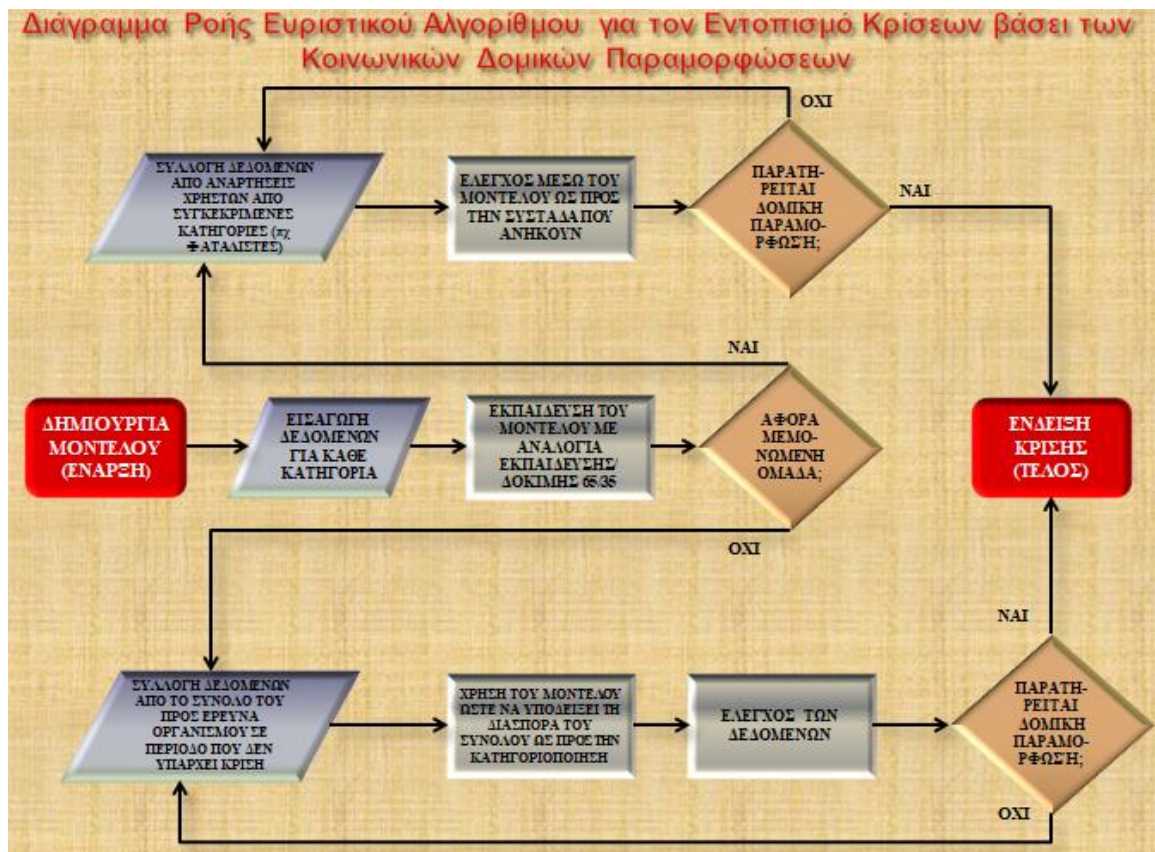 Διάγραμμα Ροής Ευριστικού Αλγορίθμου για τον Εντοπισμό Κρίσεων βάσει των
Κοινωνικών Δομικών Παραμορφώσεων
ΟΧΙ
ΣΥΛΛΟΓΗ ΔΕΔΟΜΕΝΩΝ
ΑΠΟ ΑΝΑΡΤΗΣΕΙΣ
ΧΡΗΣΤΩΝ ΑΠΟ
ΣΥΓΚΕΚΡΙΜΕΝΕΣ
ΚΑΤΗΓΟΡΙΕΣ (πχ
ΦΑΤΑΛΙΣΤΕΣ)
ΕΛΕΓΧΟΣ ΜΕΣΩ ΤΟΥ
ΜΟΝΤΕΛΟΥ ΩΣ ΠΡΟΣ
ΤΗΝ ΣΥΣΤΑΔΑ ΠΟΥ
ΑΝΗΚΟΥΝ
ΠΑΡΑΤΗ-
ΡΕΙΤΑΙ
ΔΟΜΙΚΗ
ΠΑΡΑΜΟ-
ΡΦΩΣΉ;
ΝΑΙ
ΝΑΙ
ΔΗΜΙΟΥΡΓΙΑ
ΜΟΝΤΕΛΟΥ
(ΕΝΑΡΞΗ)
ΕΙΣΑΓΩΓΗ
ΔΕΔΟΜΕΝΩΝ
ΓΙΑ ΚΑΘΕ
ΚΑΤΗΓΟΡΙΑ
ΕΚΠΑΙΔΕΥΣΗ ΤΟΥ
ΜΟΝΤΕΛΟΥ ΜΕ
ΑΝΑΛΟΓΙΑ
ΕΚΠΑΙΔΕΥΣΗΣ/
ΔΟΚΙΜΗΣ 65/35
ΑΦΟΡΑ
ΜΕΜΟ-
ΝΩΜΕΝΗ
ΟΜΑΔΑ;
ΕΝΔΕΙΞΗ
ΚΡΙΣΗΣ
(ΤΕΛΟΣ)
ΟΧΙ
ΝΑΙ
ΣΥΛΛΟΓΗ ΔΕΔΟΜΕΝΩΝ
ΑΠΟ ΤΟ ΣΥΝΟΛΟ ΤΟΥ
ΠΡΟΣ ΕΡΕΥΝΑ
ΟΡΓΑΝΙΣΜΟΥ ΣΕ
ΠΕΡΙΟΔΟ ΠΟΥ ΔΕΝ
ΥΠΑΡΧΕΙ ΚΡΙΣΗ
ΧΡΗΣΗ ΤΟΥ ΜΟΝΤΕΛΟΥ
ΩΣΤΕ ΝΑ ΥΠΟΔΕΙΞΕΙ ΤΗ
ΔΙΑΣΠΟΡΑ ΤΟΥ
ΣΥΝΟΛΟΥ ΩΣ ΠΡΟΣ ΤΗΝ
ΚΑΤΗΓΟΡΙΟΠΟΙΗΣΗ
ΕΛΕΓΧΟΣ ΤΩΝ
ΔΕΔΟΜΕΝΩΝ
ΠΑΡΑΤΗ-
ΡΕΙΤΑΙ
ΔΟΜΙΚΗ
ΠΑΡΑΜΟ-
ΡΦΩΣΉ;
ΟΧΙ